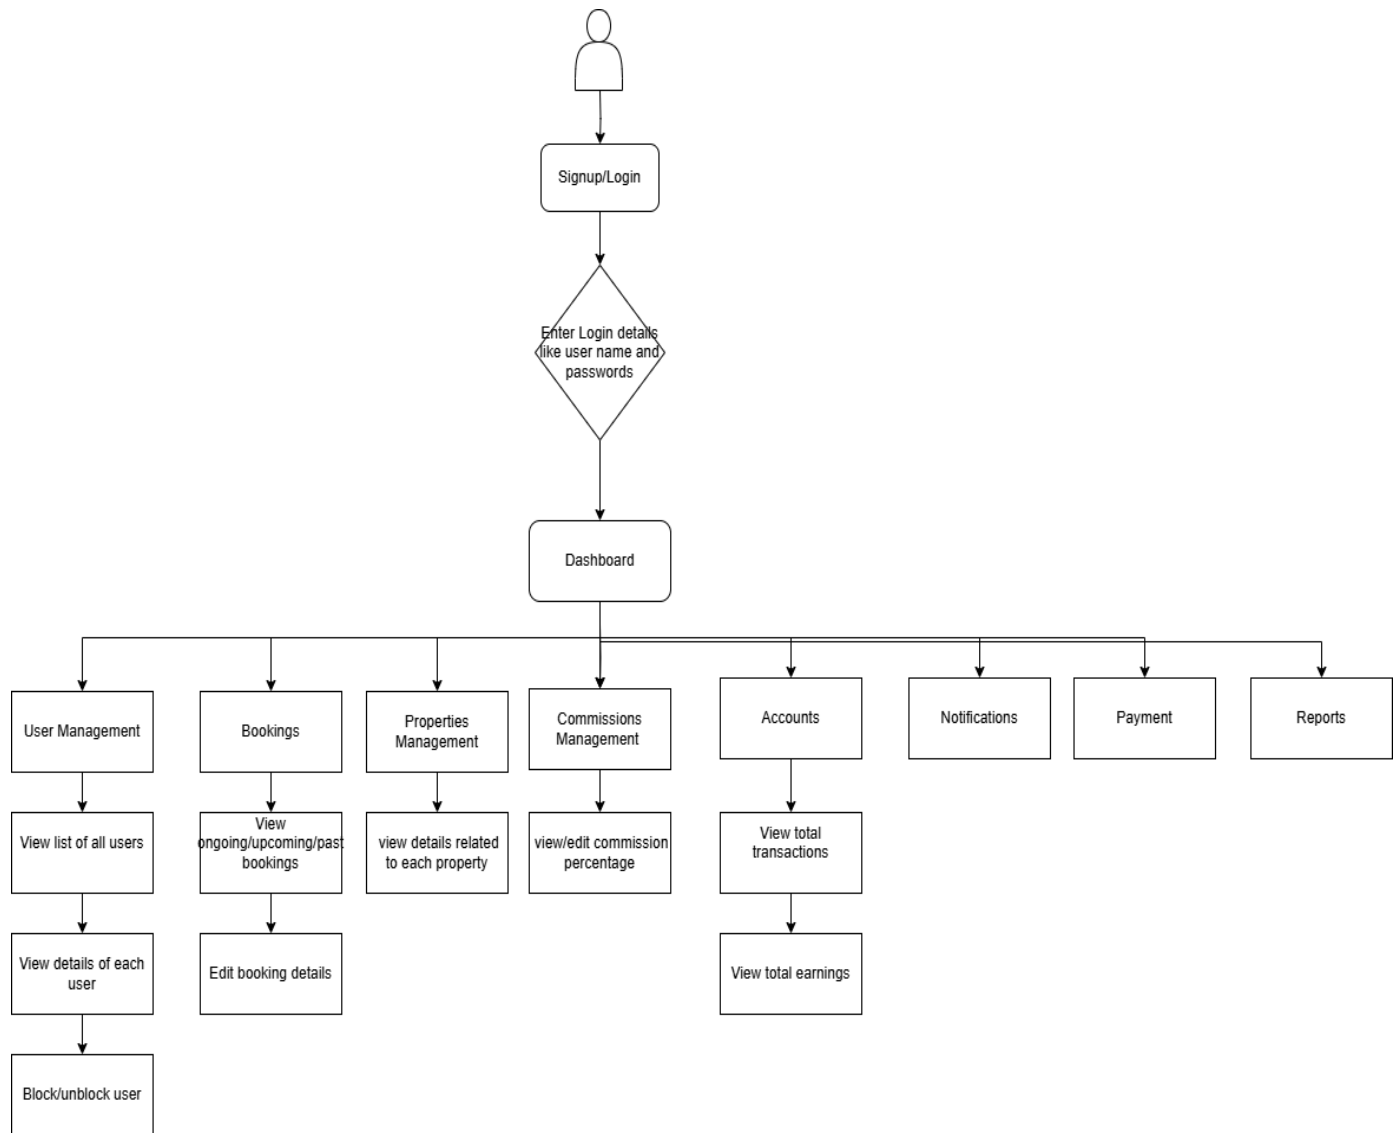 Signup/Login
Enter Login details
like user name and
passwords
Dashboard
User Management
Bookings
Properties
Management
Commissions
Management
Accounts
Notifications
Payment
Reports
View list of all users
View
ongoing/upcoming/past
bookings
view details related
to each property
view/edit commission
percentage
View total
transactions
View details of each
user
Edit booking details
View total earnings
Block/unblock user